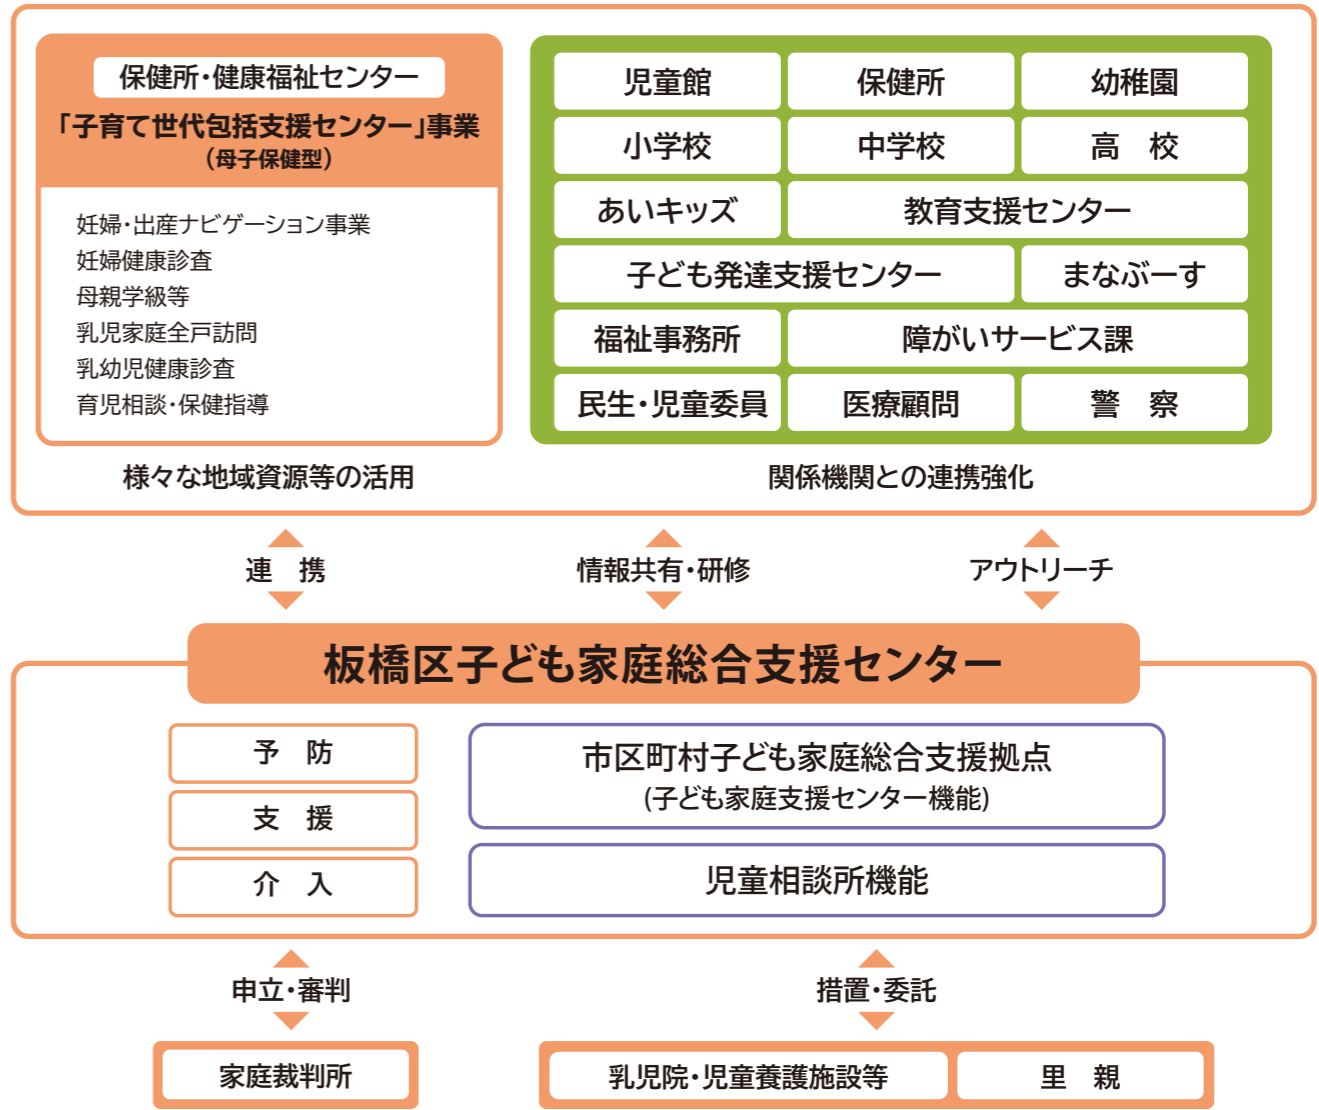 保健所・健康福祉センター
「子育て世代包括支援センター」事業
(母子保健型)
妊婦・出産ナビゲーション事業
妊婦健康診査
母親学級等
乳児家庭全戸訪問
乳幼児健康診査
育児相談・保健指導
様々な地域資源等の活用
児童館 保健所 幼稚園
小学校 中学校 高　校
あいキッズ 教育支援センター
子ども発達支援センター まなぶーす
福祉事務所 障がいサービス課
民生・児童委員 医療顧問 警　察
関係機関との連携強化
連　携 情報共有・研修 アウトリーチ
板橋区子ども家庭総合支援センター
予　防
支　援
介　入
市区町村子ども家庭総合支援拠点
(子ども家庭支援センター機能)
児童相談所機能
申立・審判 措置・委託
家庭裁判所 乳児院・児童養護施設等 里　親